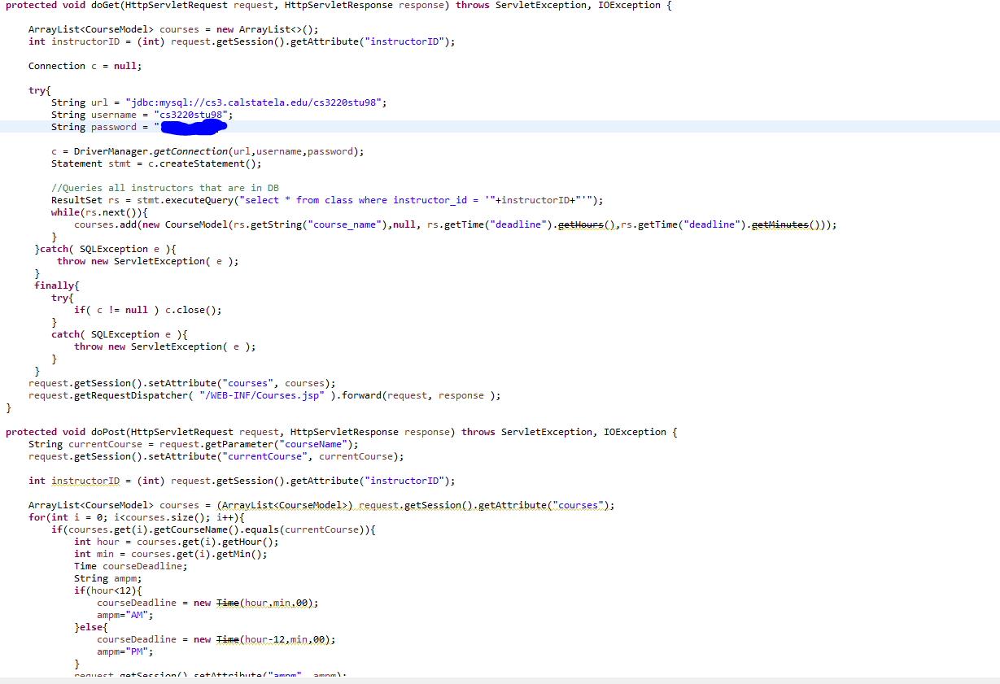 protected void doGet(HttpServletRequest request, HttpServletResponse response) throws ServletException, IOException {
ArrayList<CourseModel> courses = new ArrayList<>();
int instructorID = (int) request.getSession().getAttribute("instructorID");
Connection c = null;
try{
String url = "jdbc:mysql://cs3.calstatela.edu/cs3220stu98";
String username = "cs3220stu98";
String password = "
c = DriverManager.getConnection(url,username,password);
Statement stmt = c.createStatement();
//Queries all instructors that are in DB
ResultSet rs = stmt.executeQuery("select * from class where instructor_id = '"+instructorID+"'");
while(rs.next()){
courses.add(new CourseModel(rs.getString("course_name"),null, rs.getTime("deadline").getHours(),rs.getTime("deadline").getMinutes()));
}
}catch( SQLException e ){
throw new ServletException( e );
}
finally{
try{
if( c != null ) c.close();
}
catch( SQLException e ){
throw new ServletException( e );
}
}
request.getSession().setAttribute("courses", courses);
request.getRequestDispatcher( "/WEB-INF/Courses.jsp" ).forward(request, response );
}
protected void doPost(HttpServletRequest request, HttpServletResponse response) throws ServletException, IOException {
String currentCourse = request.getParameter("courseName");
request.getSession().setAttribute("currentCourse", currentCourse);
int instructorID = (int) request.getSession().getAttribute("instructorID");
ArrayList<CourseModel> courses = (ArrayList<CourseModel>) request.getSession().getAttribute("courses");
for(int i = 0; i<courses.size(); i++){
if(courses.get(i).getCourseName().equals(currentCourse)){
int hour = courses.get(i).getHour();
int min = courses.get(i).getMin();
Time courseDeadline;
String ampm;
if(hour<12){
courseDeadline = new Time(hour,min,00);
ampm="AM";
}else{
courseDeadline = new Time(hour-12,min,00);
ampm="PM";
}
request.getSession().setAttribute("ampm", ampm);